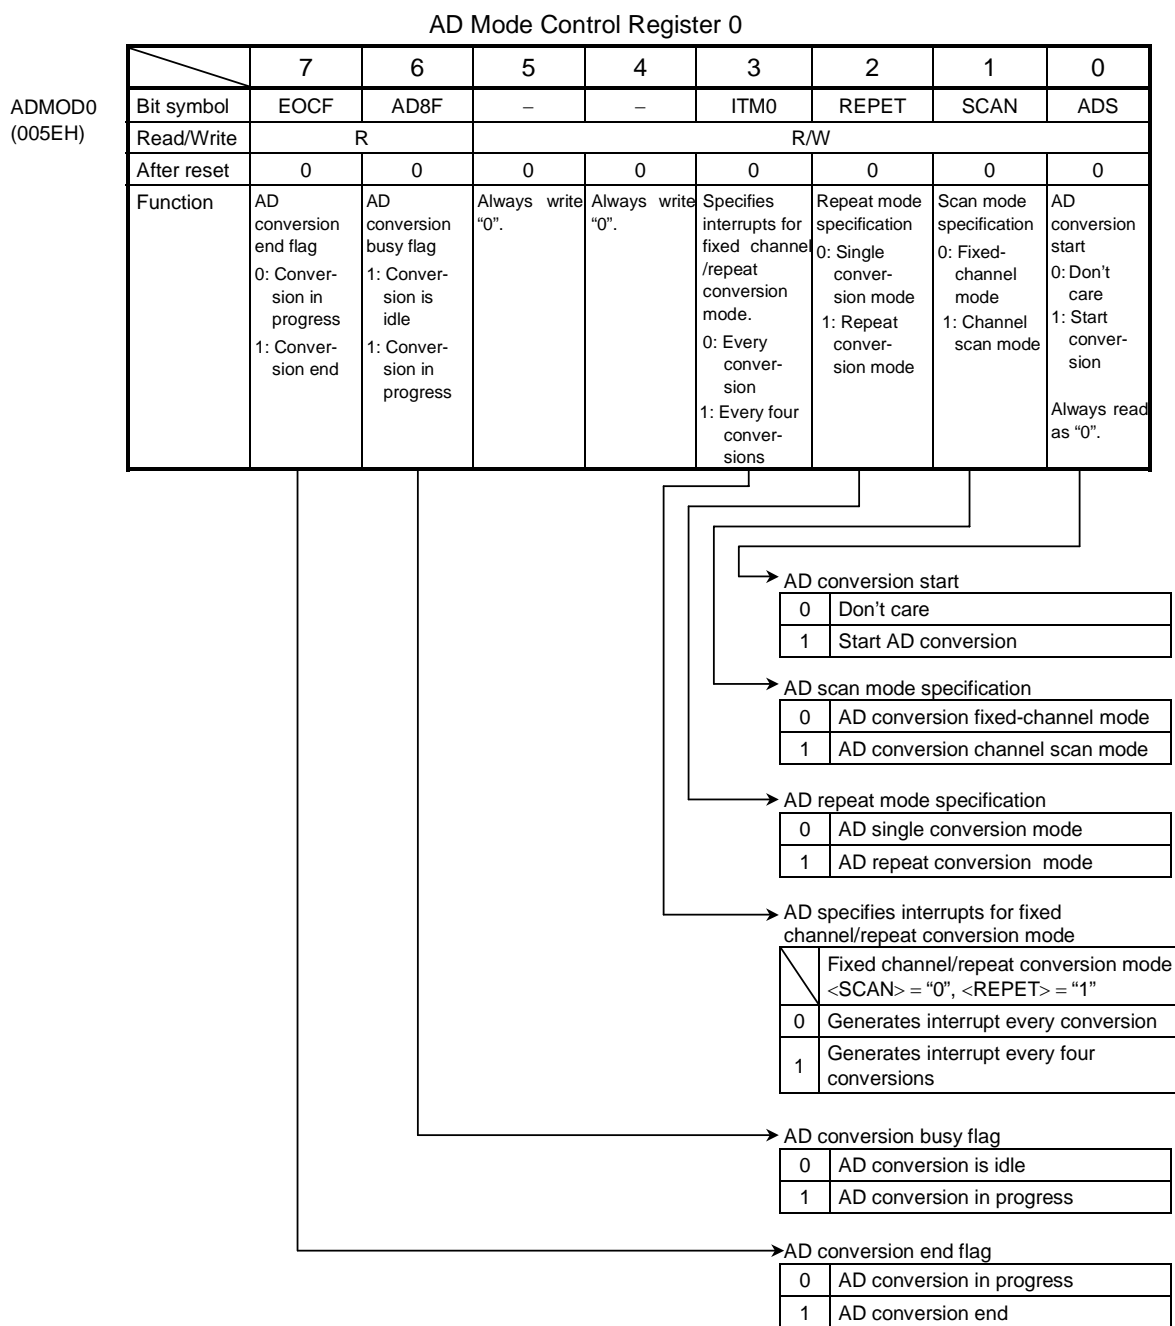 AD Mode Control Register 0
7 6 5 4 3 2 1 0
ADMOD0
(005EH)
Bit symbol EOCF AD8F – – ITM0 REPET SCAN ADS
Read/Write R R/W
After reset 0 0 0 0 0 0 0 0
Function
AD
conversion
end flag
0: Conver-
sion in
progress
1: Conver-
sion end
AD
conversion
busy flag
1: Conver-
sion is
idle
1: Conver-
sion in
progress
Always write
“0”.
Always write
“0”.
Specifies
interrupts for
fixed channel
/repeat
conversion
mode.
0: Every
conver-
sion
1: Every four
conver-
sions
Repeat mode
specification
0: Single
conver-
sion mode
1: Repeat
conver-
sion mode
Scan mode
specification
0: Fixed-
channel
mode
1: Channel
scan mode
AD
conversion
start
0: Don’t
care
1: Start
conver-
sion
Always read
as “0”.
AD conversion start
0 Don’t care
1 Start AD conversion
AD scan mode specification
0 AD conversion fixed-channel mode
1 AD conversion channel scan mode
AD repeat mode specification
0 AD single conversion mode
1 AD repeat conversion mode
AD specifies interrupts for fixed
channel/repeat conversion mode
Fixed channel/repeat conversion mode
<SCAN> = “0”, <REPET> = “1”
0 Generates interrupt every conversion
1 Generates interrupt every four
conversions
AD conversion busy flag
0 AD conversion is idle
1 AD conversion in progress
AD conversion end flag
0 AD conversion in progress
1 AD conversion end